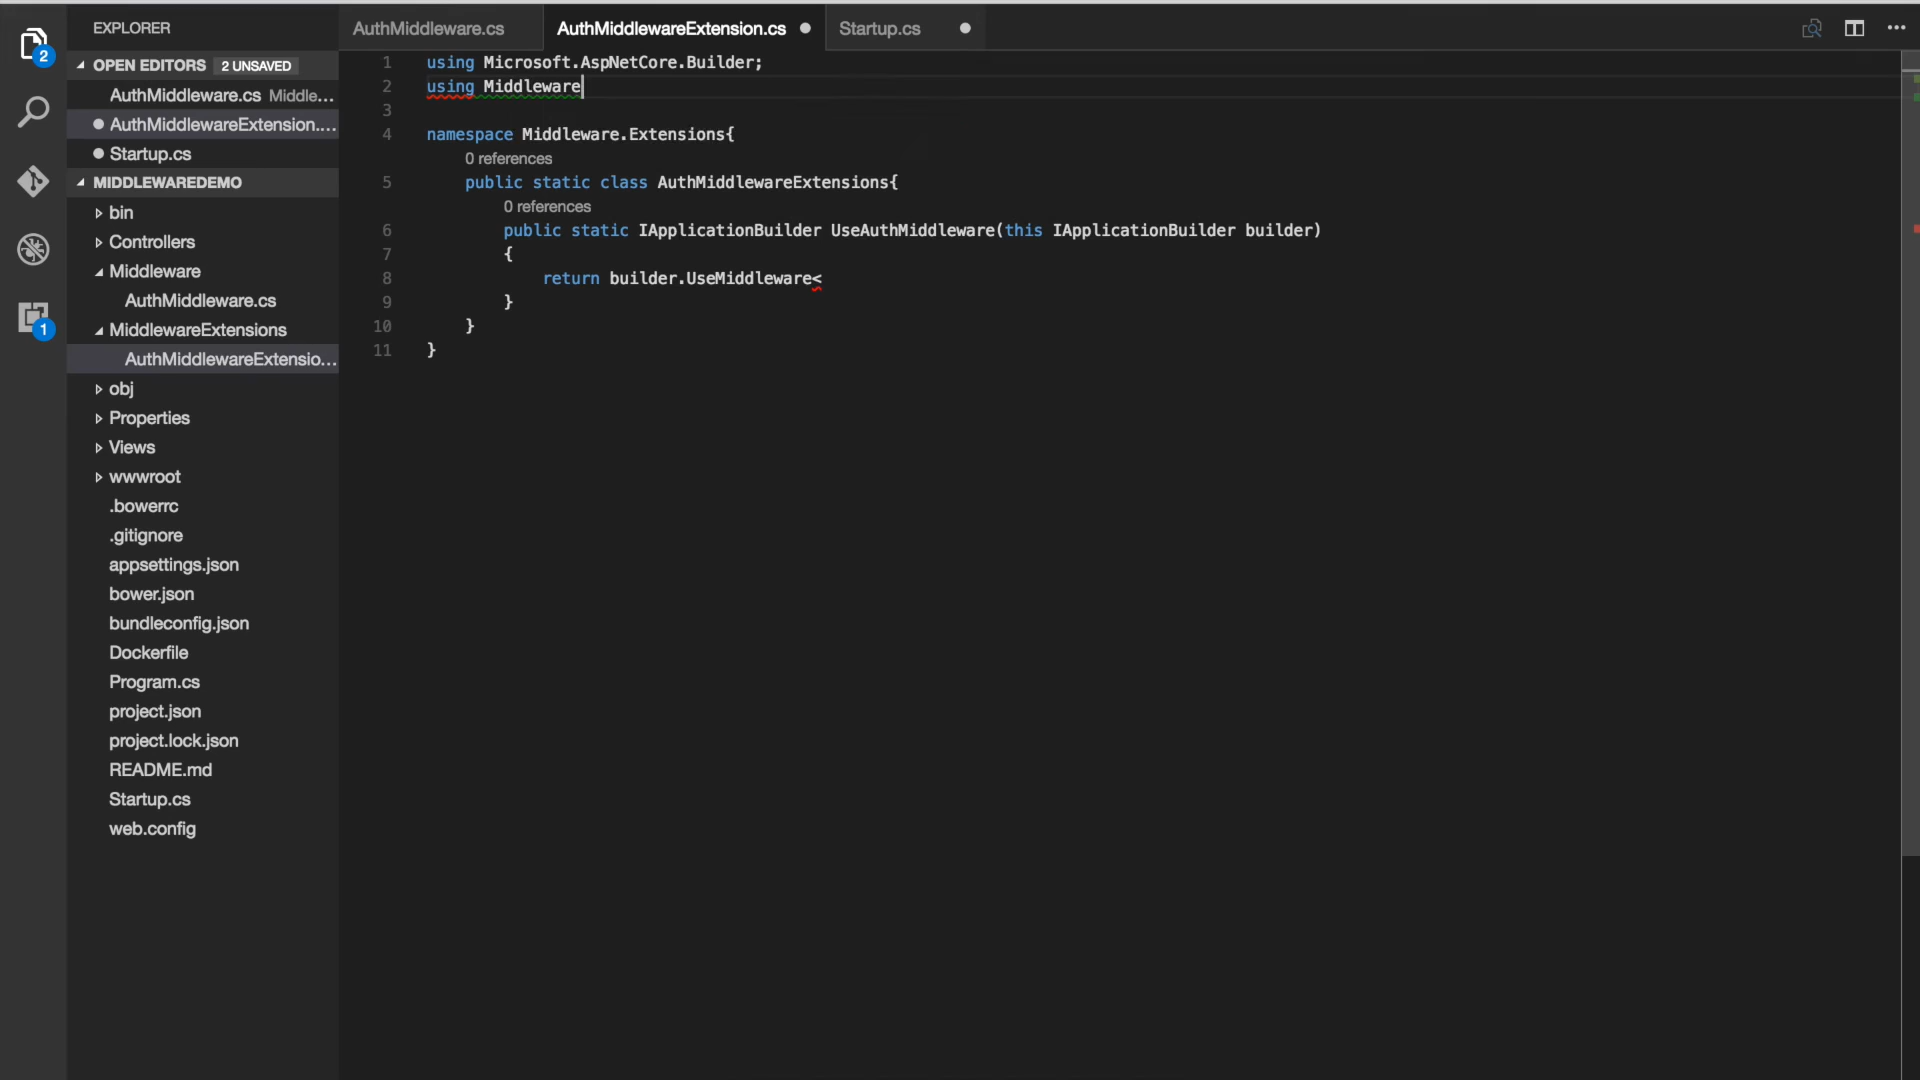 EXPLORER
OPEN EDITORS 2 UNSAVED
AuthMiddleware.cs Middle...
AuthMiddlewareExtension....
Startup.cs
MIDDLEWAREDEMO
bin
Controllers
Middleware
AuthMiddleware.cs
MiddlewareExtensions
AuthMiddlewareExtensio...
obj
Properties
Views
wwwroot
.bowerrc
.gitignore
appsettings.json
bower.json
bundleconfig.json
Dockerfile
Program.cs
project.json
project.lock.json
README.md
Startup.cs
web.config
2
1
AuthMiddleware.cs AuthMiddlewareExtension.cs Startup.cs
1 using Microsoft.AspNetCore.Builder;
2 using Middleware
3
4 namespace Middleware.Extensions{
0 references
5 public static class AuthMiddlewareExtensions{
0 references
6 public static IApplicationBuilder UseAuthMiddleware(this IApplicationBuilder builder)
7 {
8 return builder.UseMiddleware<
9 }
10 }
11 }